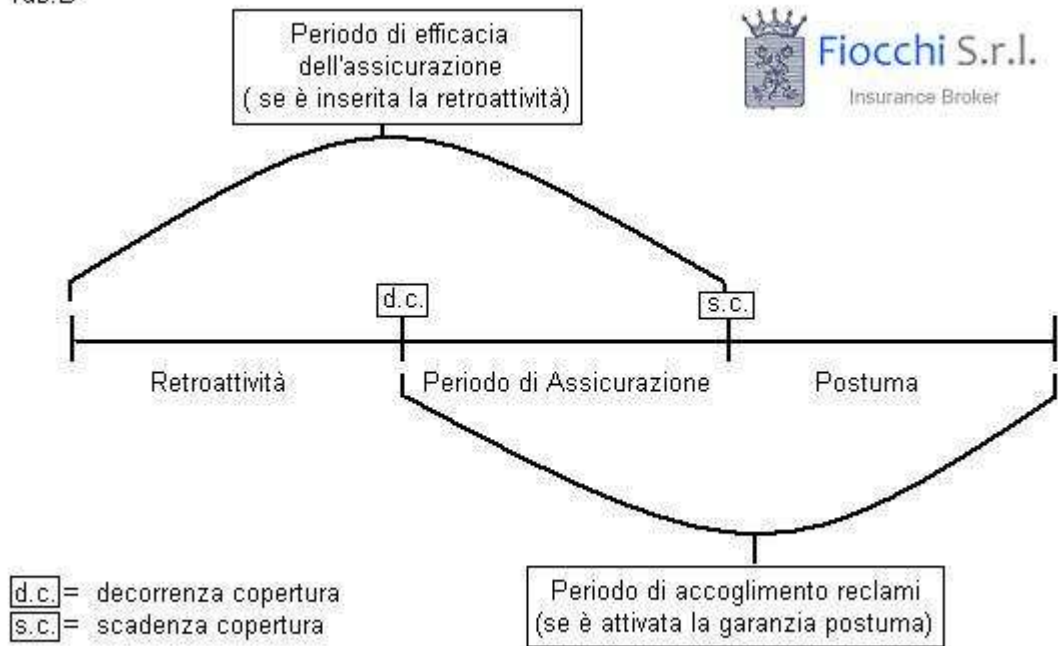 Periodo di efficacia
dell'assicurazione
( se è inserita la retroattività)
Fiocchi S.r.l.
Insurance Broker
d.c.
s.c.
Retroattività
Periodo di Assicurazione
Postuma
d.c. = decorrenza copertura
s.c. = scadenza copertura
Periodo di accoglimento reclami
(se è attivata la garanzia postuma)